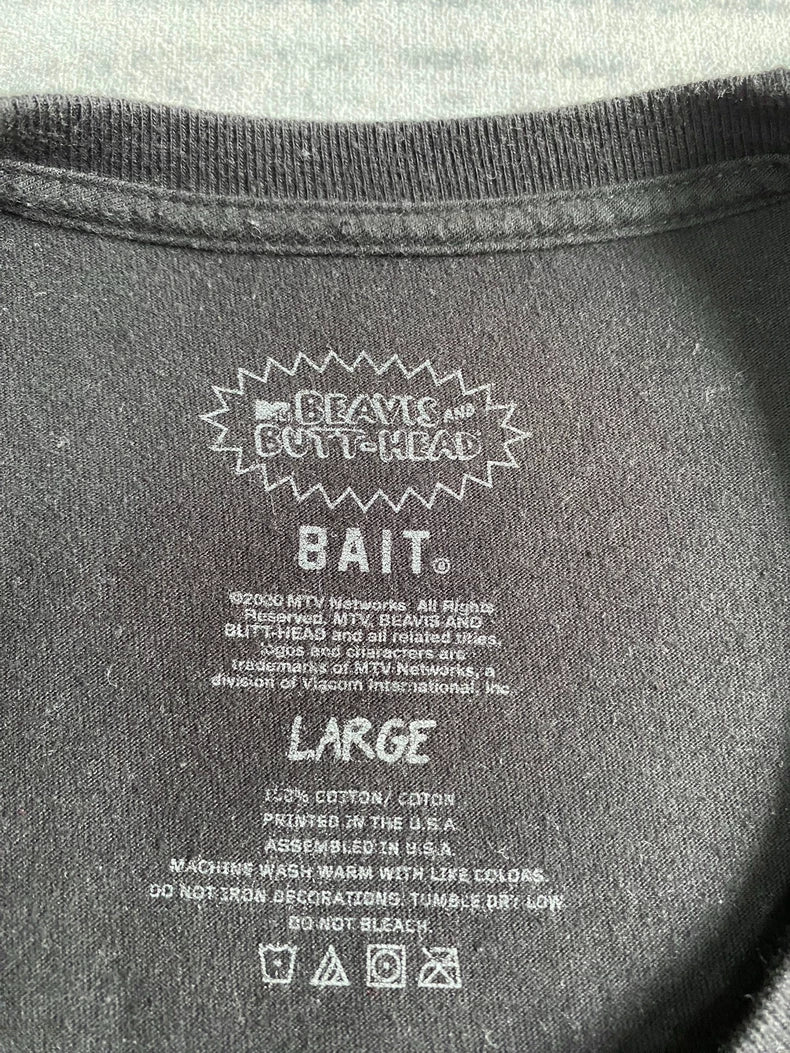 MTV BEAVIS AND
BUTT-HEAD
BAIT®
©2020 MTV Networks All Rights
Reserved. MTV, BEAVIS AND
BUTT-HEAD and all related titles,
logos and characters are
trademarks of MTV Networks, a
division of Viacom International, Inc.
LARGE
100% COTTON/ COTON
PRINTED IN THE U.S.A.
ASSEMBLED IN U.S.A.
MACHINE WASH WARM WITH LIKE COLORS.
DO NOT IRON DECORATIONS. TUMBLE DRY LOW.
DO NOT BLEACH.